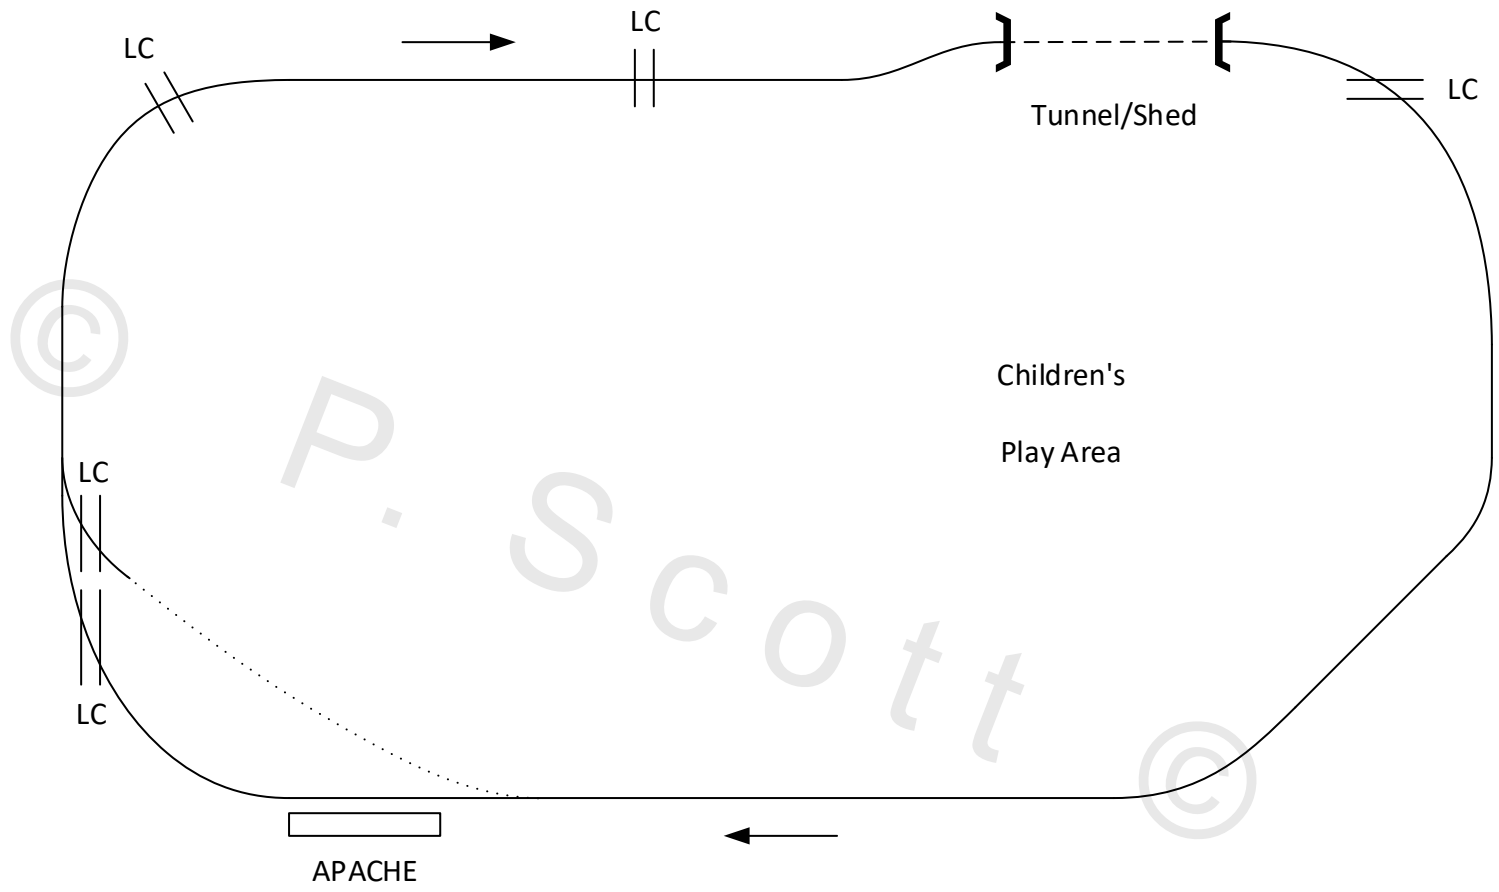 LC
LC
LC
Tunnel/Shed
Children's
Play Area
LC
LC
APACHE
© P. Scott ©